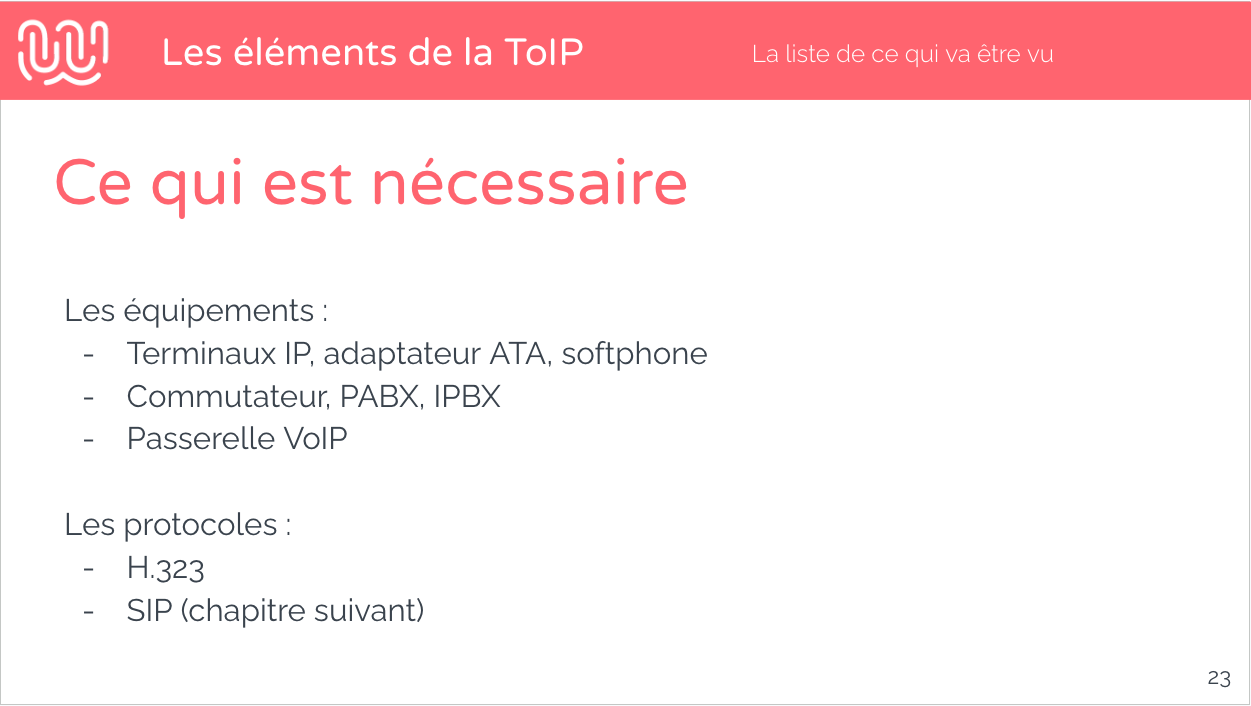 Les éléments de la ToIP
La liste de ce qui va être vu
Ce qui est nécessaire
Les équipements :
- Terminaux IP, adaptateur ATA, softphone
- Commutateur, PABX, IPBX
- Passerelle VoIP
Les protocoles :
- H.323
- SIP (chapitre suivant)
23